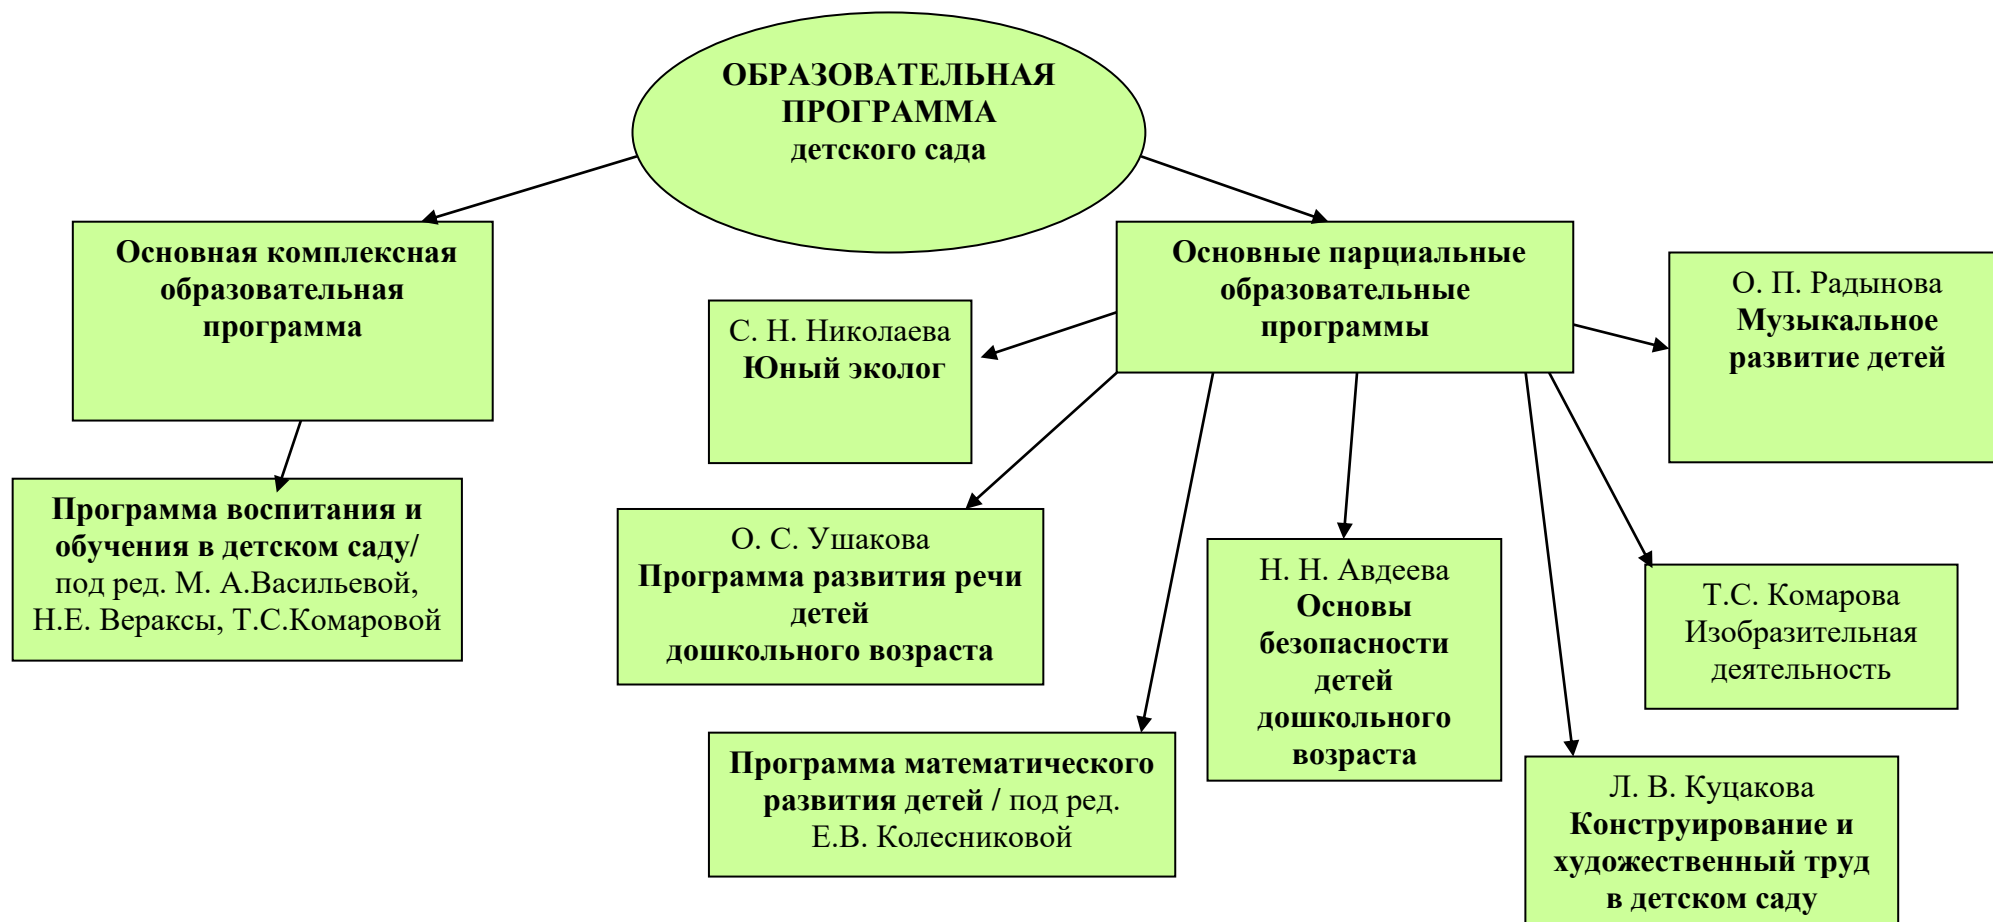 ОБРАЗОВАТЕЛЬНАЯ
ПРОГРАММА
детского сада
Основная комплексная
образовательная
программа
Основные парциальные
образовательные
программы
О. П. Радынова
Музыкальное
развитие детей
С. Н. Николаева
Юный эколог
Программа воспитания и
обучения в детском саду/
под ред. М. А.Васильевой,
Н.Е. Вераксы, Т.С.Комаровой
О. С. Ушакова
Программа развития речи
детей
дошкольного возраста
Н. Н. Авдеева
Основы
безопасности
детей
дошкольного
возраста
Т.С. Комарова
Изобразительная
деятельность
Программа математического
развития детей / под ред.
Е.В. Колесниковой
Л. В. Куцакова
Конструирование и
художественный труд
в детском саду